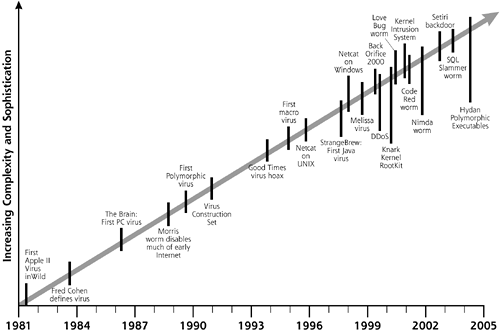 Increasing Complexity and Sophistication
First
Apple II
Virus
inWild
Fred Cohen
defines virus
The Brain:
First PC virus
Morris
worm disables
much of early
Internet
First
Polymorphic
virus
Virus
Construction
Set
Good Times
virus hoax
First
macro
virus
Netcat
on
UNIX
StrangeBrew:
First Java
virus
Netcat
on
Windows
Melissa
virus
Back
Orifice
2000
DDoS
Knark
Kernel
RootKit
Love
Bug
worm
Kernel
Intrusion
System
Code
Red
worm
Nimda
worm
Setiri
backdoor
SQL
Slammer
worm
Hydan
Polymorphic
Executables
1981 1984 1987 1990 1993 1996 1999 2002 2005